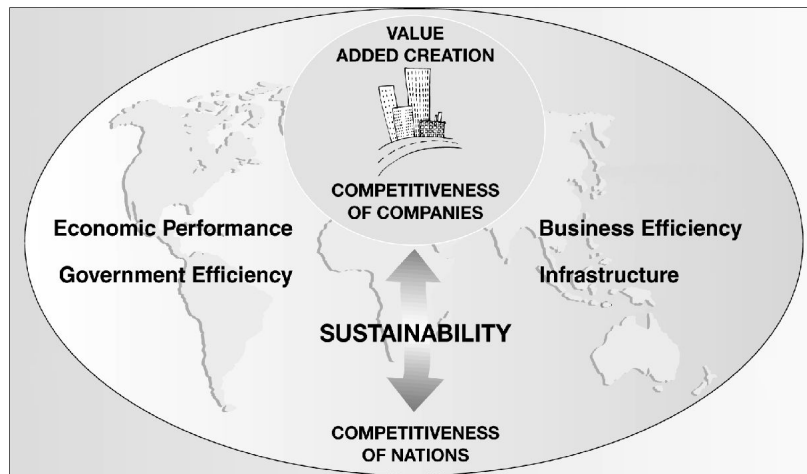 VALUE
ADDED CREATION
COMPETITIVENESS
OF COMPANIES
Economic Performance
Business Efficiency
Government Efficiency
Infrastructure
SUSTAINABILITY
COMPETITIVENESS
OF NATIONS